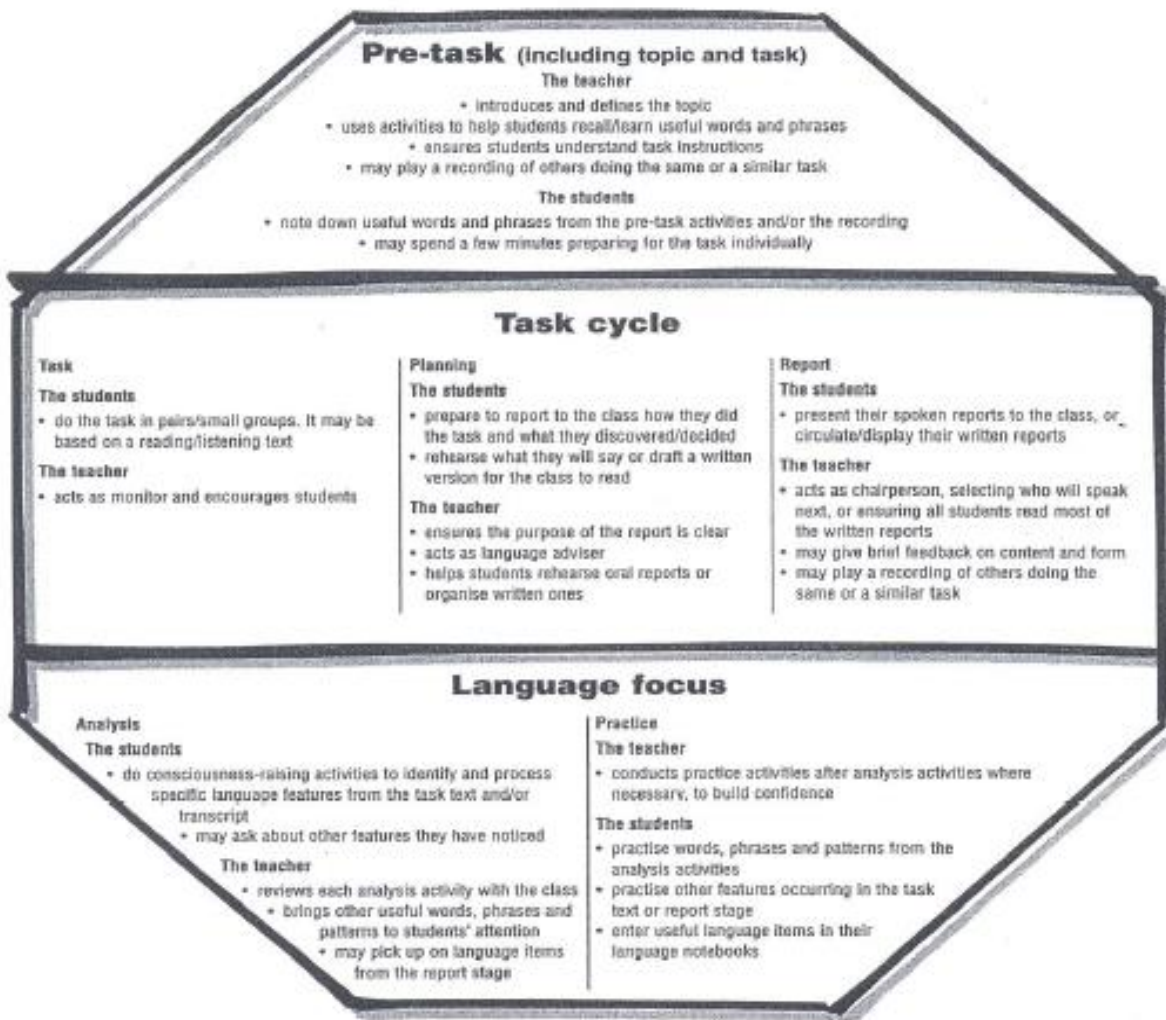 Pre-task (including topic and task)
The teacher
• introduces and defines the topic
• uses activities to help students recall/learn useful words and phrases
• ensures students understand task instructions
• may play a recording of others doing the same or a similar task
The students
• note down useful words and phrases from the pre-task activities and/or the recording
• may spend a few minutes preparing for the task individually
Task cycle
Task
The students
• do the task in pairs/small groups. It may be
based on a reading/listening text
The teacher
• acts as monitor and encourages students
Planning
The students
• prepare to report to the class how they did
the task and what they discovered/decided
• rehearse what they will say or draft a written
version for the class to read
The teacher
• ensures the purpose of the report is clear
• acts as language adviser
• helps students rehearse oral reports or
organise written ones
Report
The students
• present their spoken reports to the class, or
circulate/display their written reports
The teacher
• acts as chairperson, selecting who will speak
next, or ensuring all students read most of
the written reports
• may give brief feedback on content and form
• may play a recording of others doing the
same or a similar task
Language focus
Analysis
The students
• do consciousness-raising activities to identify and process
specific language features from the task text and/or
transcript
• may ask about other features they have noticed
The teacher
• reviews each analysis activity with the class
• brings other useful words, phrases and
patterns to students' attention
• may pick up on language items
from the report stage
Practice
The teacher
• conducts practice activities after analysis activities where
necessary, to build confidence
The students
• practise words, phrases and patterns from the
analysis activities
• practise other features occurring in the task
text or report stage
• enter useful language items in their
language notebooks